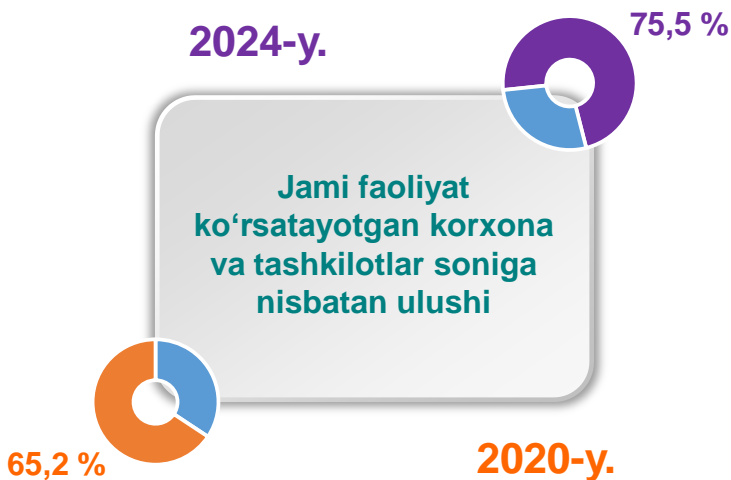 75,5 %
2024-y.
Jami faoliyat
ko‘rsatayotgan korxona
va tashkilotlar soniga
nisbatan ulushi
65,2 %
2020-y.